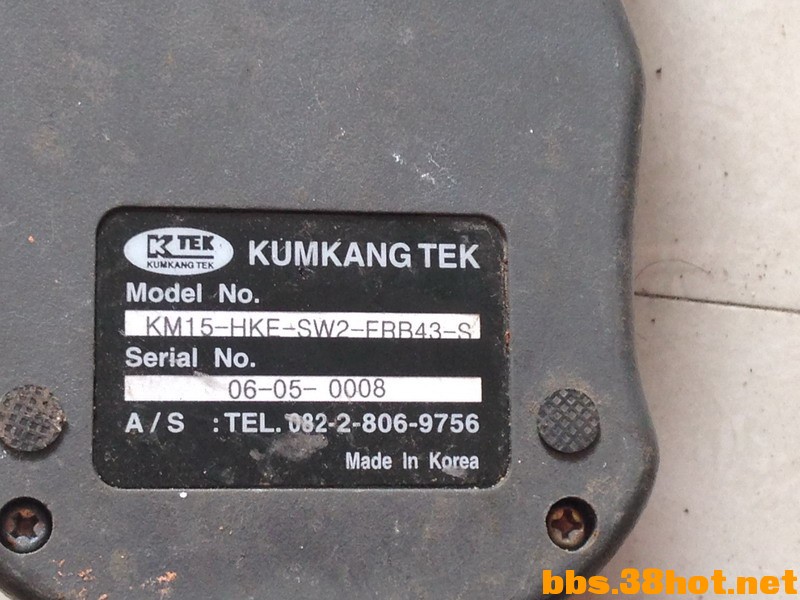 K TEK
KUMKANG TEK
KUMKANG TEK
Model No.
KM15-HKF-SW2-FRB43-S
Serial No.
06-05- 0008
A/S : TEL. 082-2-806-9756
Made In Korea
bbs.38hot.net